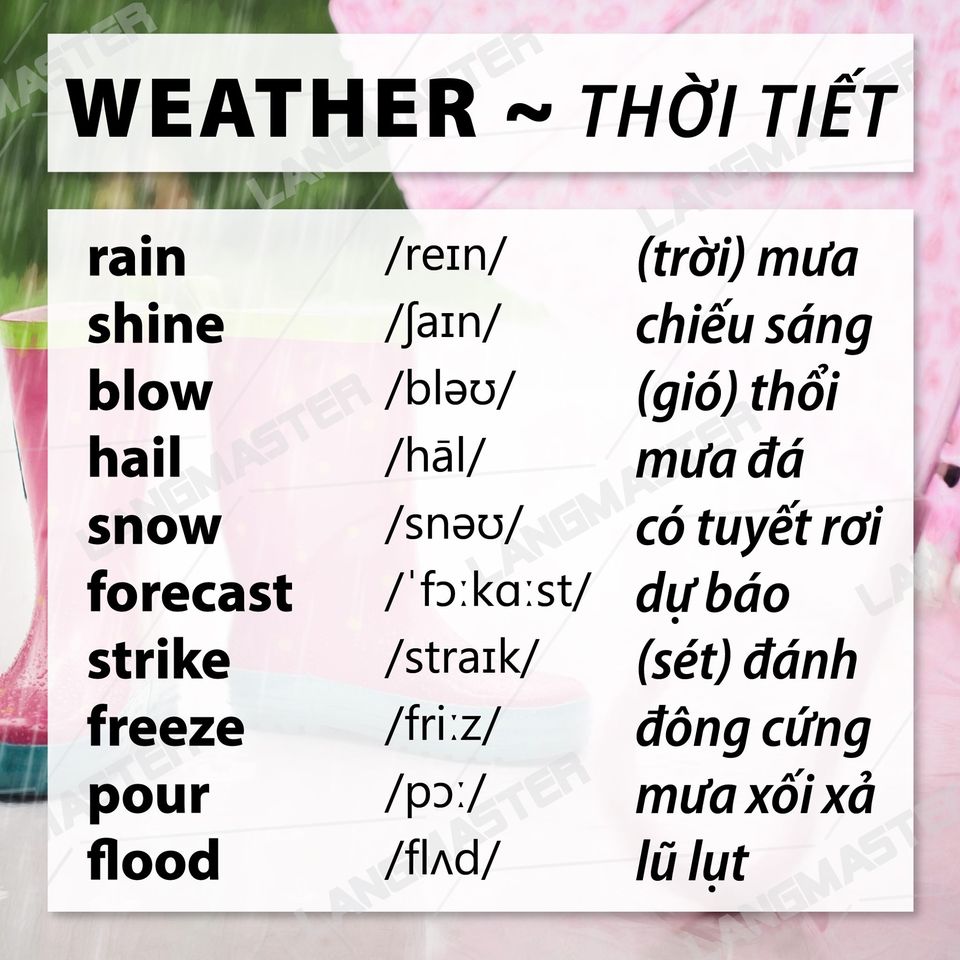 WEATHER ~ THỜI TIẾT
rain /reɪn/ (trời) mưa
shine /ʃaɪn/ chiếu sáng
blow /bləʊ/ (gió) thổi
hail /hāl/ mưa đá
snow /snəʊ/ có tuyết rơi
forecast /ˈfɔːkɑːst/ dự báo
strike /straɪk/ (sét) đánh
freeze /friːz/ đông cứng
pour /pɔː/ mưa xối xả
flood /flʌd/ lũ lụt
LANGMASTER